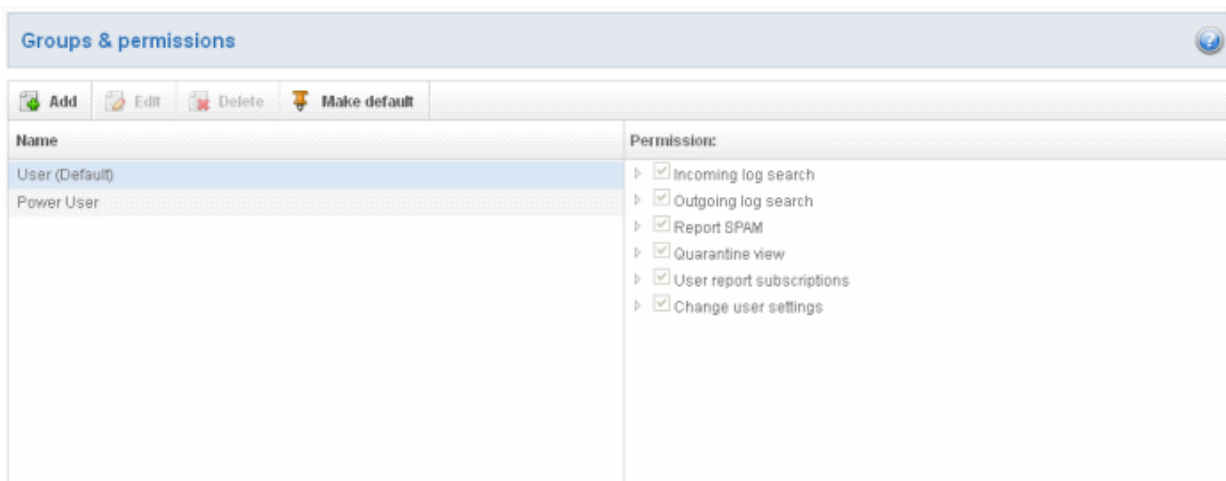 Groups & permissions
Add Edit Delete Make default
Name Permission:
User (Default)
Power User
Incoming log search
Outgoing log search
Report SPAM
Quarantine view
User report subscriptions
Change user settings